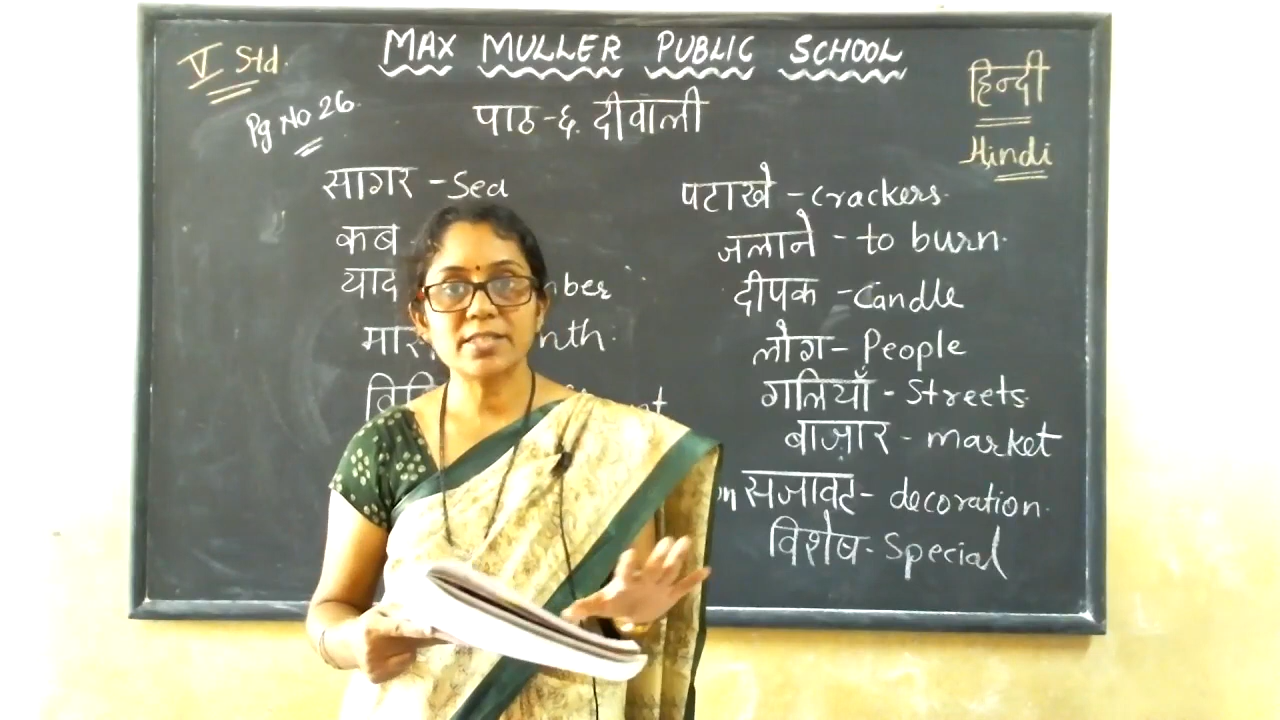 V Std.
MAX MULLER PUBLIC SCHOOL
हिन्दी
Hindi
Pg No 26.
पाठ-६. दीवाली
सागर - Sea
कब -
याद
विवि
पटाखे - crackers.
जलाने - to burn.
दीपक - Candle
लोग - People
गलियाँ - Streets.
बाज़ार - market
सजावट - decoration.
विशेष - Special